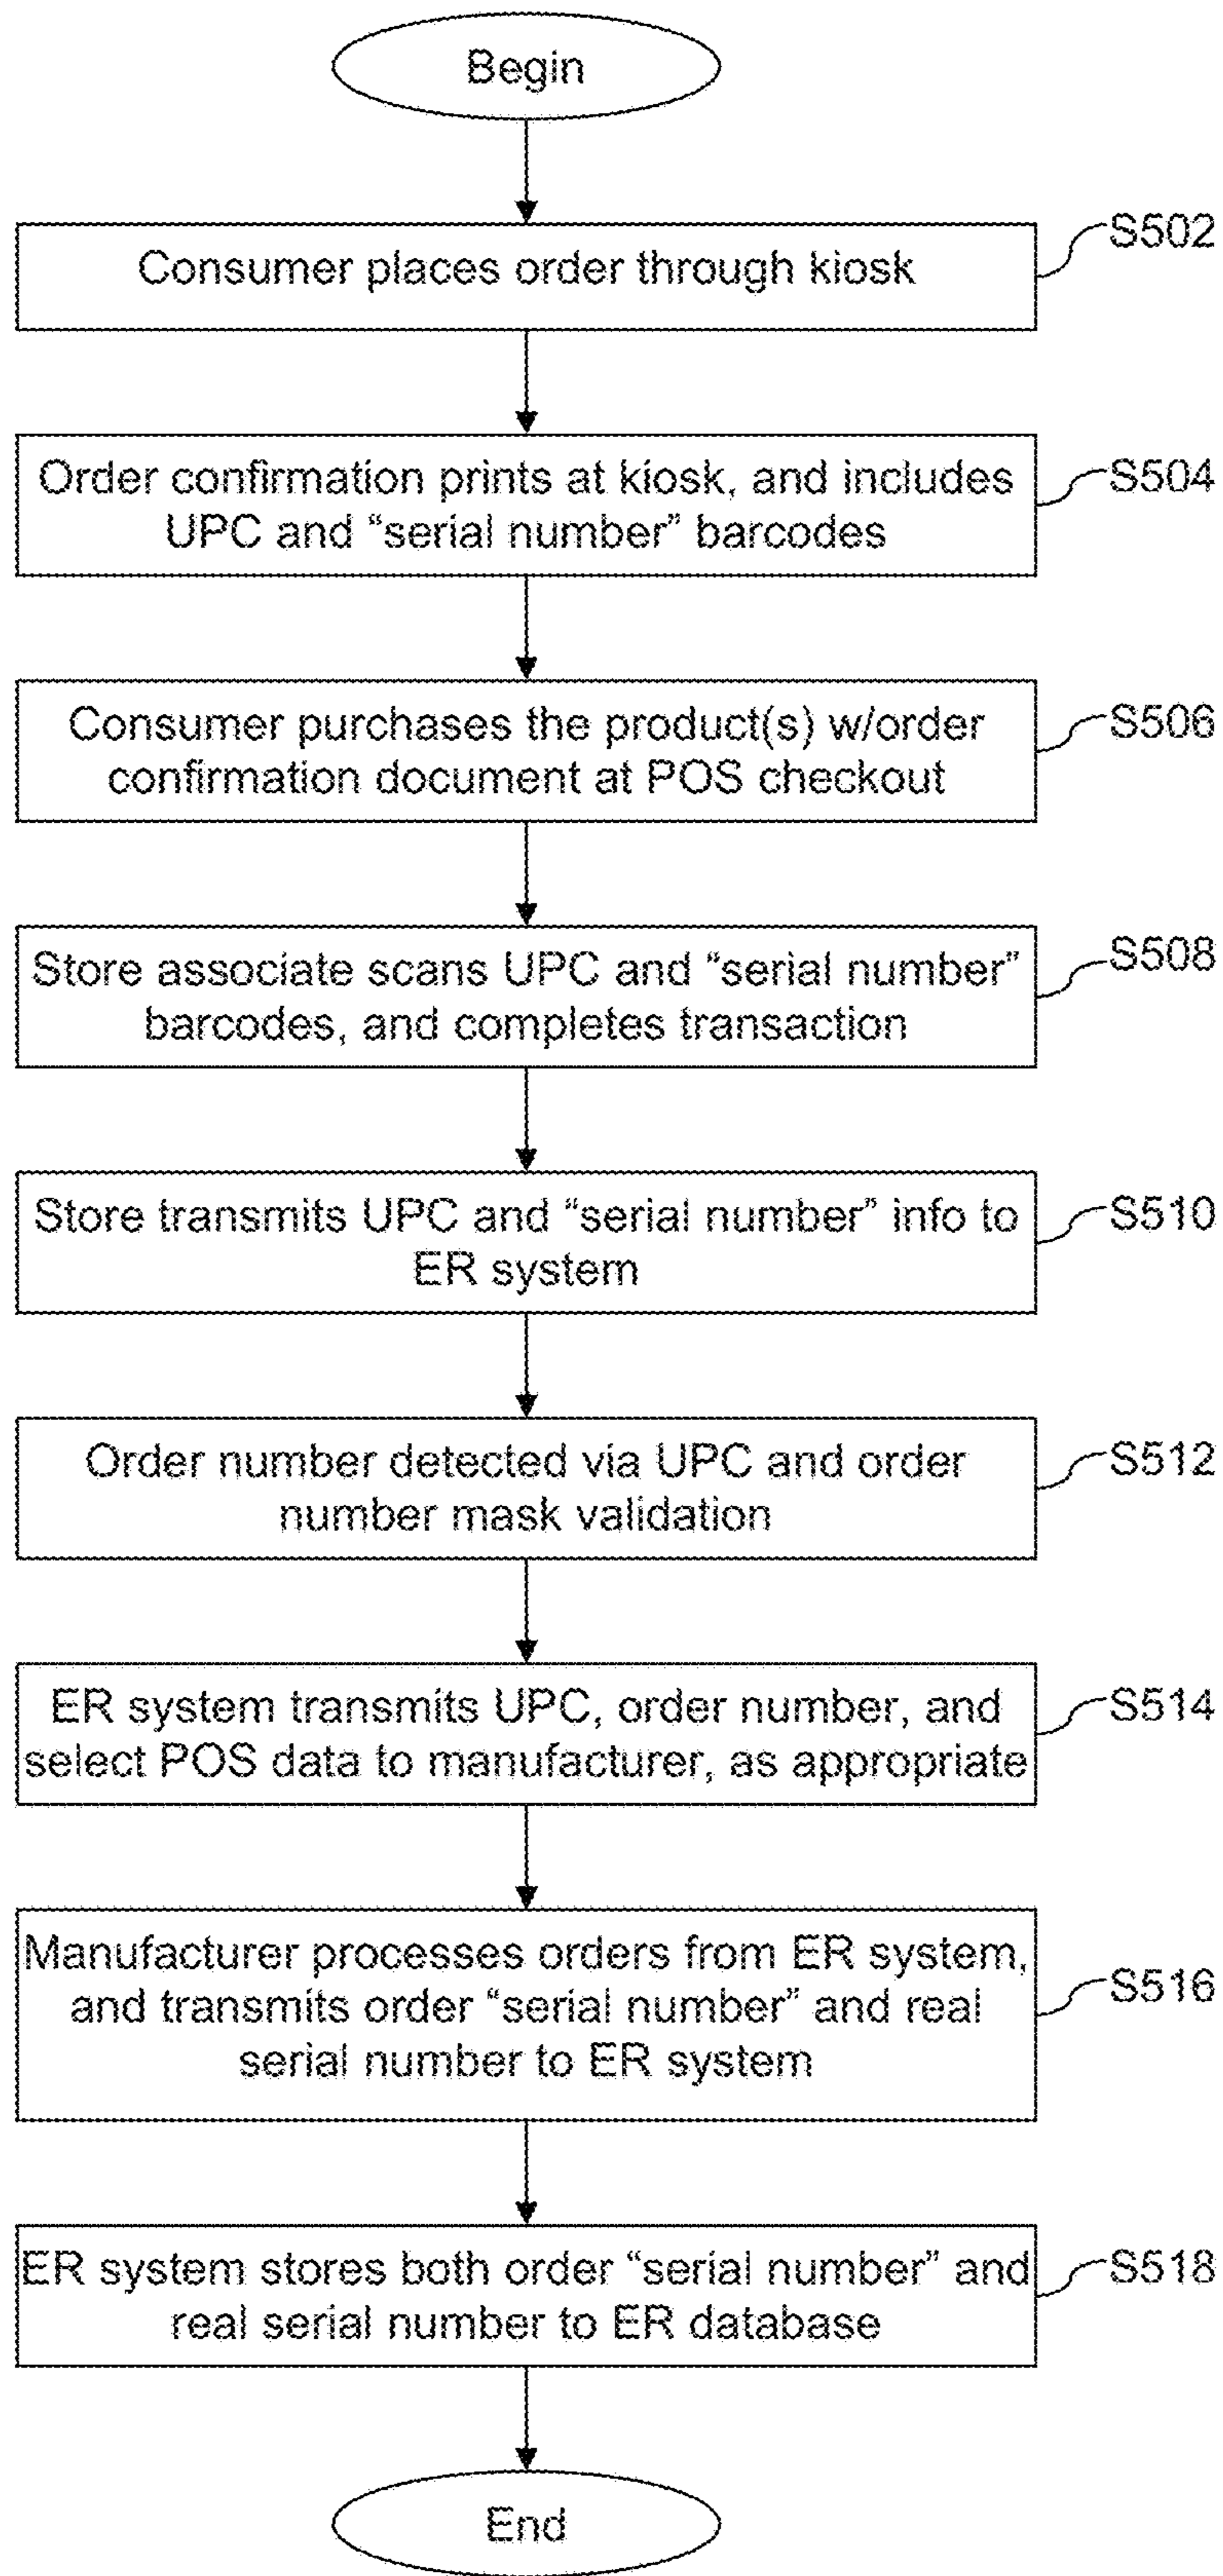 Begin
Consumer places order through kiosk
S502
Order confirmation prints at kiosk, and includes
UPC and “serial number” barcodes
S504
Consumer purchases the product(s) w/order
confirmation document at POS checkout
S506
Store associate scans UPC and “serial number”
barcodes, and completes transaction
S508
Store transmits UPC and “serial number” info to
ER system
S510
Order number detected via UPC and order
number mask validation
S512
ER system transmits UPC, order number, and
select POS data to manufacturer, as appropriate
S514
Manufacturer processes orders from ER system,
and transmits order “serial number” and real
serial number to ER system
S516
ER system stores both order “serial number” and
real serial number to ER database
S518
End